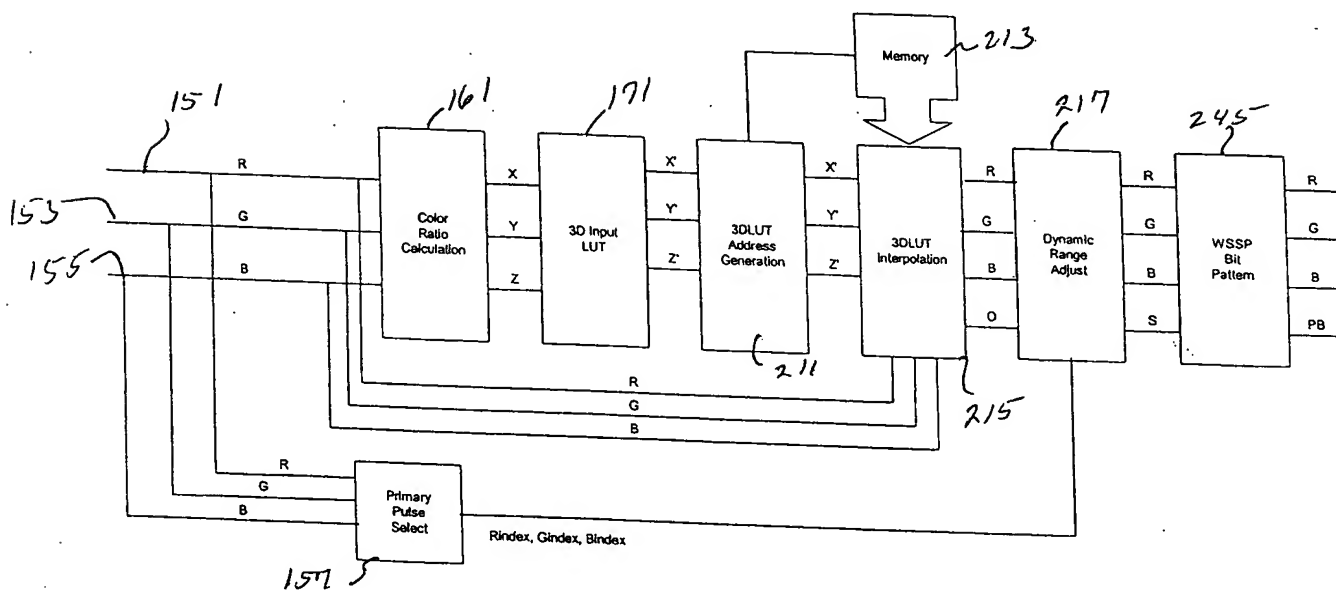 Memory
213
151
161
171
217
245
R
X
X'
X'
R
R
R
153
G
Color
Ratio
Calculation
Y
3D Input
LUT
Y'
3DLUT
Address
Generation
Y'
3DLUT
Interpolation
G
Dynamic
Range
Adjust
G
WSSP
Bit
Pattern
G
155
B
Z
Z'
Z'
B
B
B
O
S
PB
211
215
R
G
B
R
G
B
Primary
Pulse
Select
Rindex, Gindex, Bindex
157